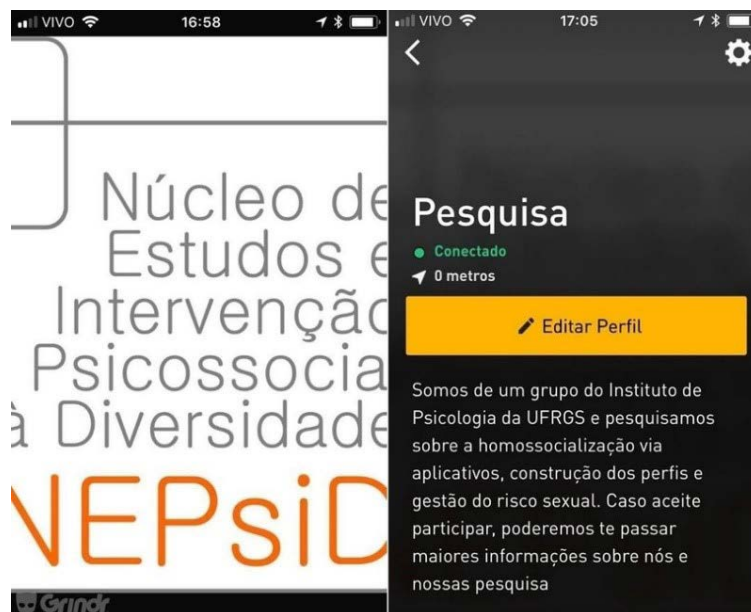 VIVO
16:58
Núcleo de
Estudos e
Intervenção
Psicossocia
à Diversidade
NEPsiD
Grindr
VIVO
17:05
Pesquisa
Conectado
0 metros
Editar Perfil
Somos de um grupo do Instituto de
Psicologia da UFRGS e pesquisamos
sobre a homossocialização via
aplicativos, construção dos perfis e
gestão do risco sexual. Caso aceite
participar, poderemos te passar
maiores informações sobre nós e
nossas pesquisa